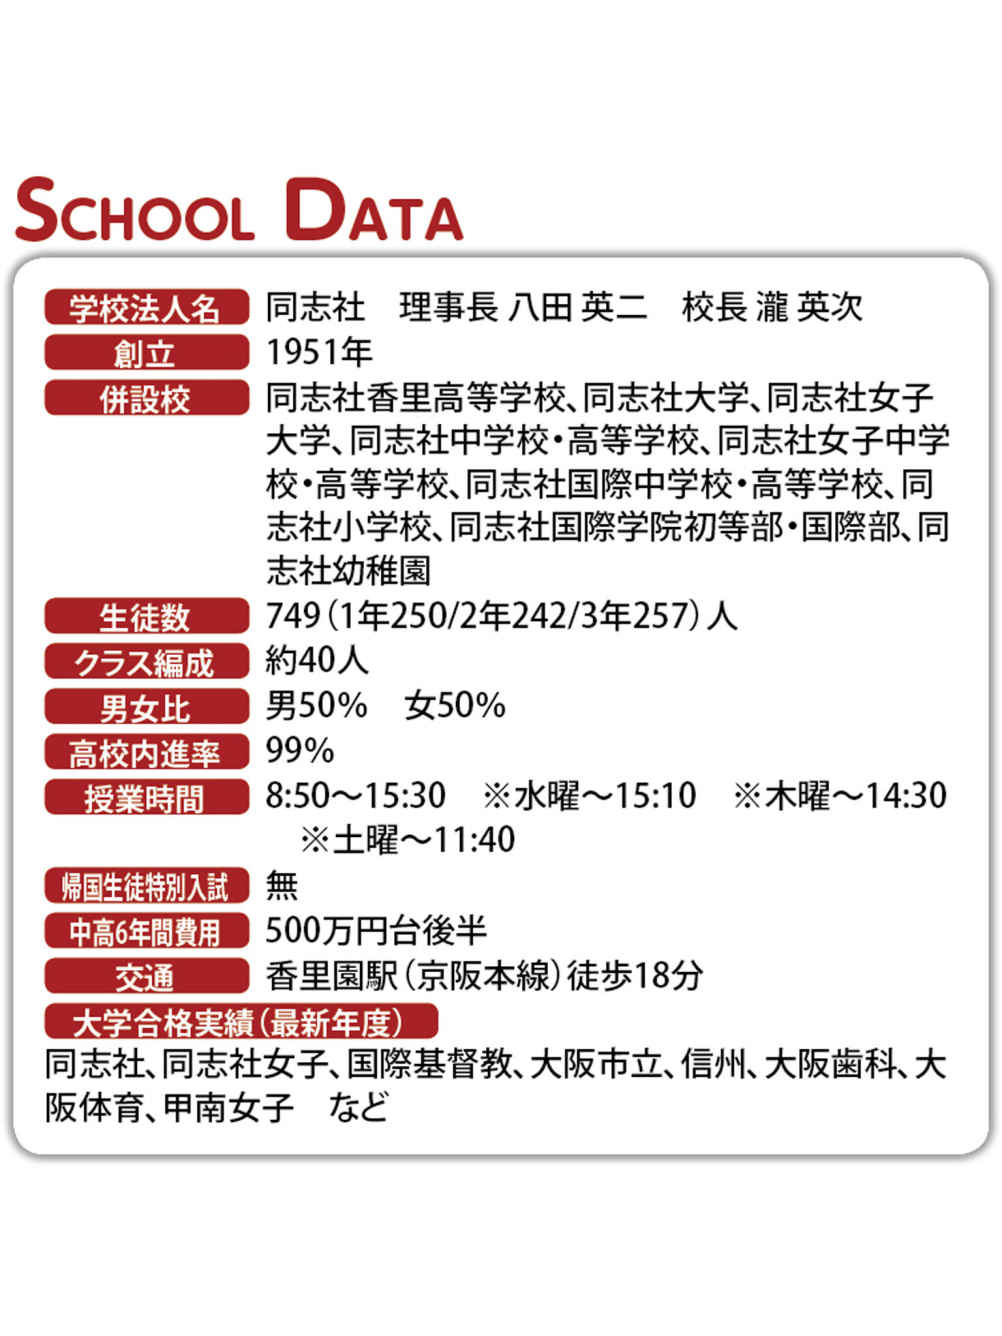 SCHOOL DATA
学校法人名 同志社　理事長 八田 英二　校長 瀧 英次
創立 1951年
併設校 同志社香里高等学校、同志社大学、同志社女子
大学、同志社中学校・高等学校、同志社女子中学
校・高等学校、同志社国際中学校・高等学校、同
志社小学校、同志社国際学院初等部・国際部、同
志社幼稚園
生徒数 749（1年250/2年242/3年257）人
クラス編成 約40人
男女比 男50%　女50%
高校内進率 99%
授業時間 8:50～15:30　※水曜～15:10　※木曜～14:30
※土曜～11:40
帰国生徒特別入試 無
中高6年間費用 500万円台後半
交通 香里園駅（京阪本線）徒歩18分
大学合格実績（最新年度）
同志社、同志社女子、国際基督教、大阪市立、信州、大阪歯科、大
阪体育、甲南女子　など